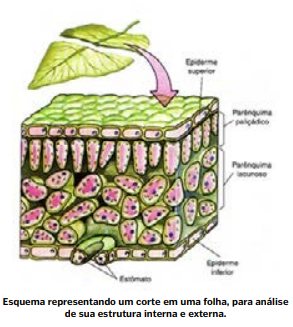 Epiderme
superior
Parênquima
paliçádico
Parênquima
lacunoso
Epiderme
inferior
Estômato
Esquema representando um corte em uma folha, para análise
de sua estrutura interna e externa.